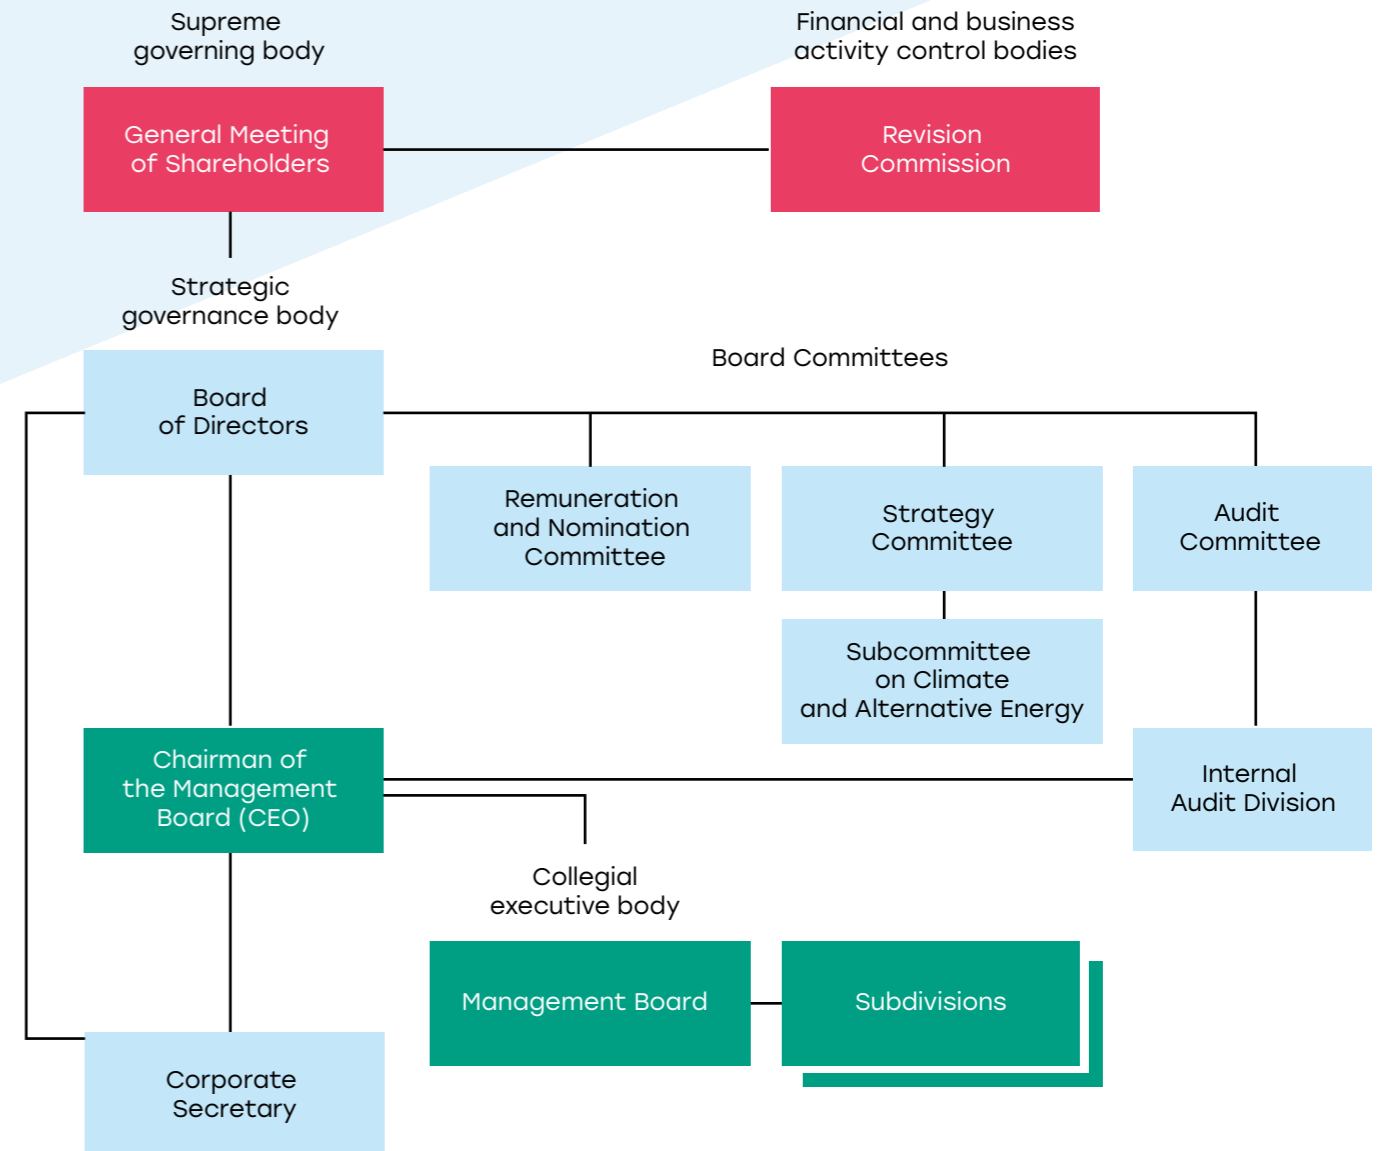 Supreme
governing body
Financial and business
activity control bodies
General Meeting
of Shareholders
Revision
Commission
Strategic
governance body
Board
of Directors
Board Committees
Remuneration
and Nomination
Committee
Strategy
Committee
Audit
Committee
Subcommittee
on Climate
and Alternative Energy
Chairman of
the Management
Board (CEO)
Internal
Audit Division
Collegial
executive body
Management Board
Subdivisions
Corporate
Secretary